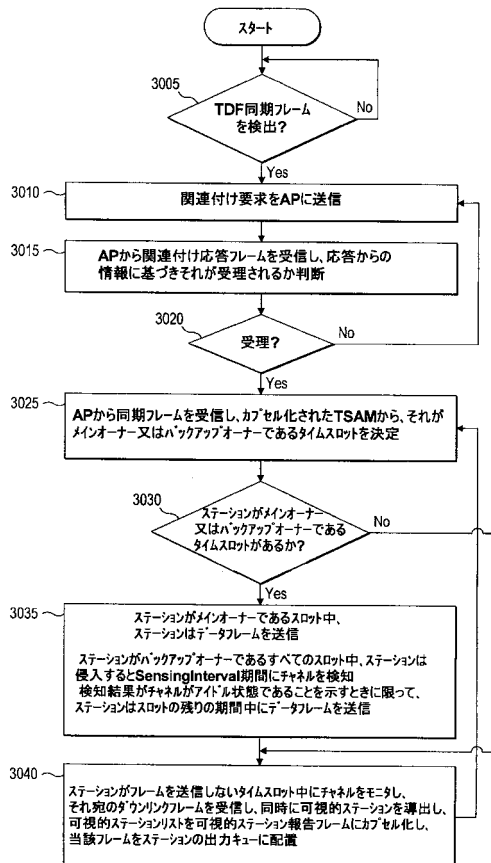 スタート
3005
TDF同期フレーム
を検出?
No
Yes
3010
関連付け要求をAPに送信
3015
APから関連付け応答フレームを受信し、応答からの
情報に基づきそれが受理されるか判断
3020
受理?
No
Yes
3025
APから同期フレームを受信し、カプセル化されたTSAMから、それが
メインオーナー又はバックアップオーナーであるタイムスロットを決定
3030
ステーションがメインオーナー
又はバックアップオーナーである
タイムスロットがあるか?
No
Yes
3035
ステーションがメインオーナーであるスロット中、
ステーションはデータフレームを送信
ステーションがバックアップオーナーであるすべてのスロット中、ステーションは
侵入するとSensingInterval期間にチャネルを検知
検知結果がチャネルがアイドル状態であることを示すときに限って、
ステーションはスロットの残りの期間中にデータフレームを送信
3040
ステーションがフレームを送信しないタイムスロット中にチャネルをモニタし、
それ宛のダウンリンクフレームを受信し、同時に可視的ステーションを導出し、
可視的ステーションリストを可視的ステーション報告フレームにカプセル化し、
当該フレームをステーションの出力キューに配置